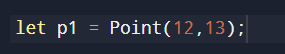 let p1 = Point(12,13);